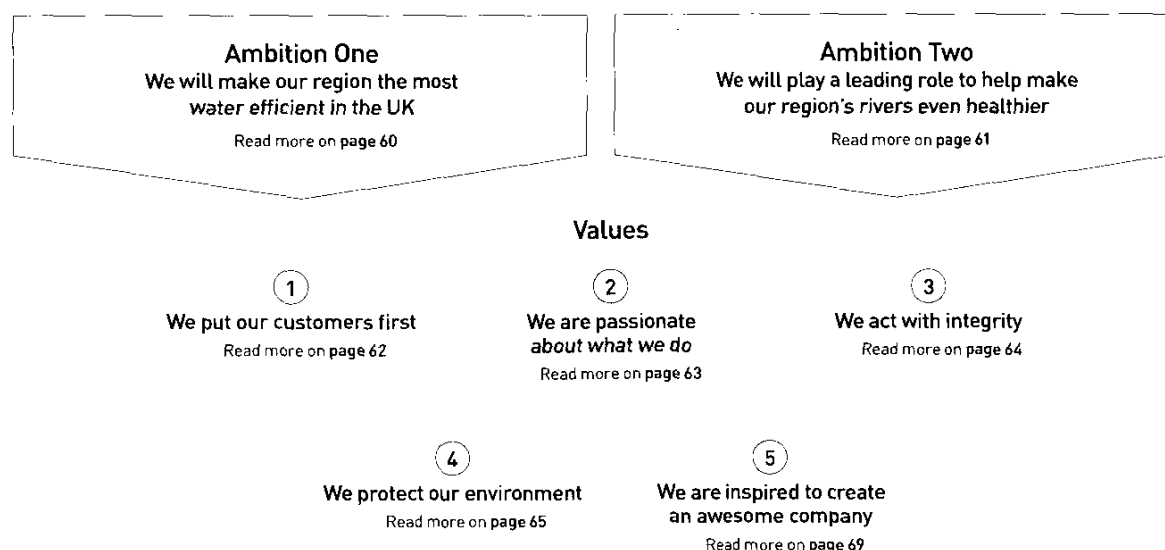 Ambition One
We will make our region the most
water efficient in the UK
Read more on page 60
Ambition Two
We will play a leading role to help make
our region's rivers even healthier
Read more on page 61
Values
1
We put our customers first
Read more on page 62
2
We are passionate
about what we do
Read more on page 63
3
We act with integrity
Read more on page 64
4
We protect our environment
Read more on page 65
5
We are inspired to create
an awesome company
Read more on page 69